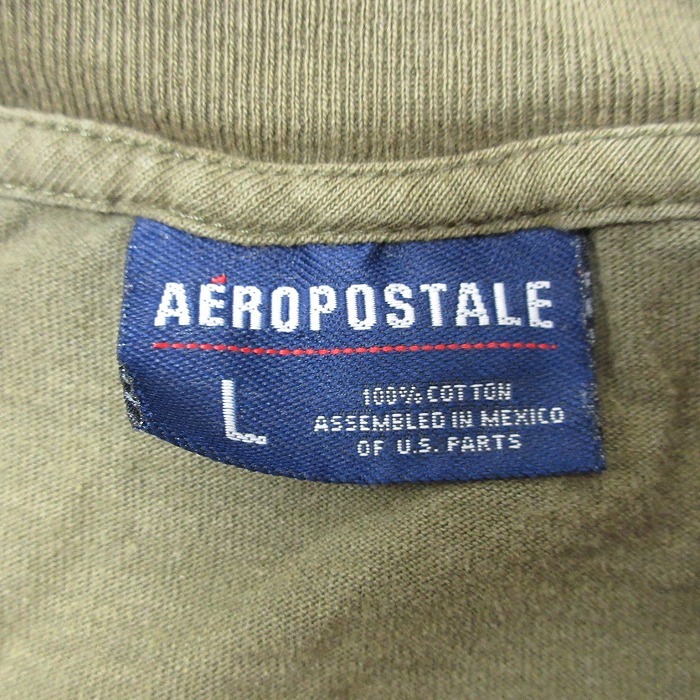 AÉROPOSTALE
L
100% COTTON
ASSEMBLED IN MEXICO
OF U.S. PARTS